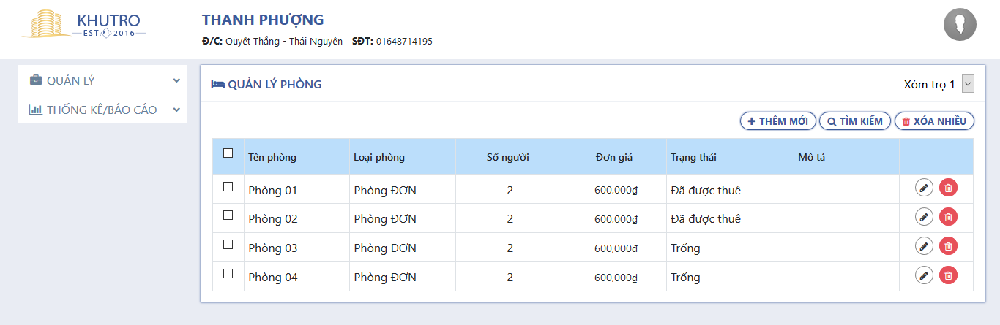 KHUTRO
EST. KT 2016
THANH PHƯỢNG
Đ/C: Quyết Thắng - Thái Nguyên - SĐT: 01648714195
QUẢN LÝ
THỐNG KÊ/BÁO CÁO
QUẢN LÝ PHÒNG
Xóm trọ 1
THÊM MỚI TÌM KIẾM XÓA NHIỀU
Tên phòng Loại phòng Số người Đơn giá Trạng thái Mô tả
Phòng 01 Phòng ĐƠN 2 600,000₫ Đã được thuê
Phòng 02 Phòng ĐƠN 2 600,000₫ Đã được thuê
Phòng 03 Phòng ĐƠN 2 600,000₫ Trống
Phòng 04 Phòng ĐƠN 2 600,000₫ Trống